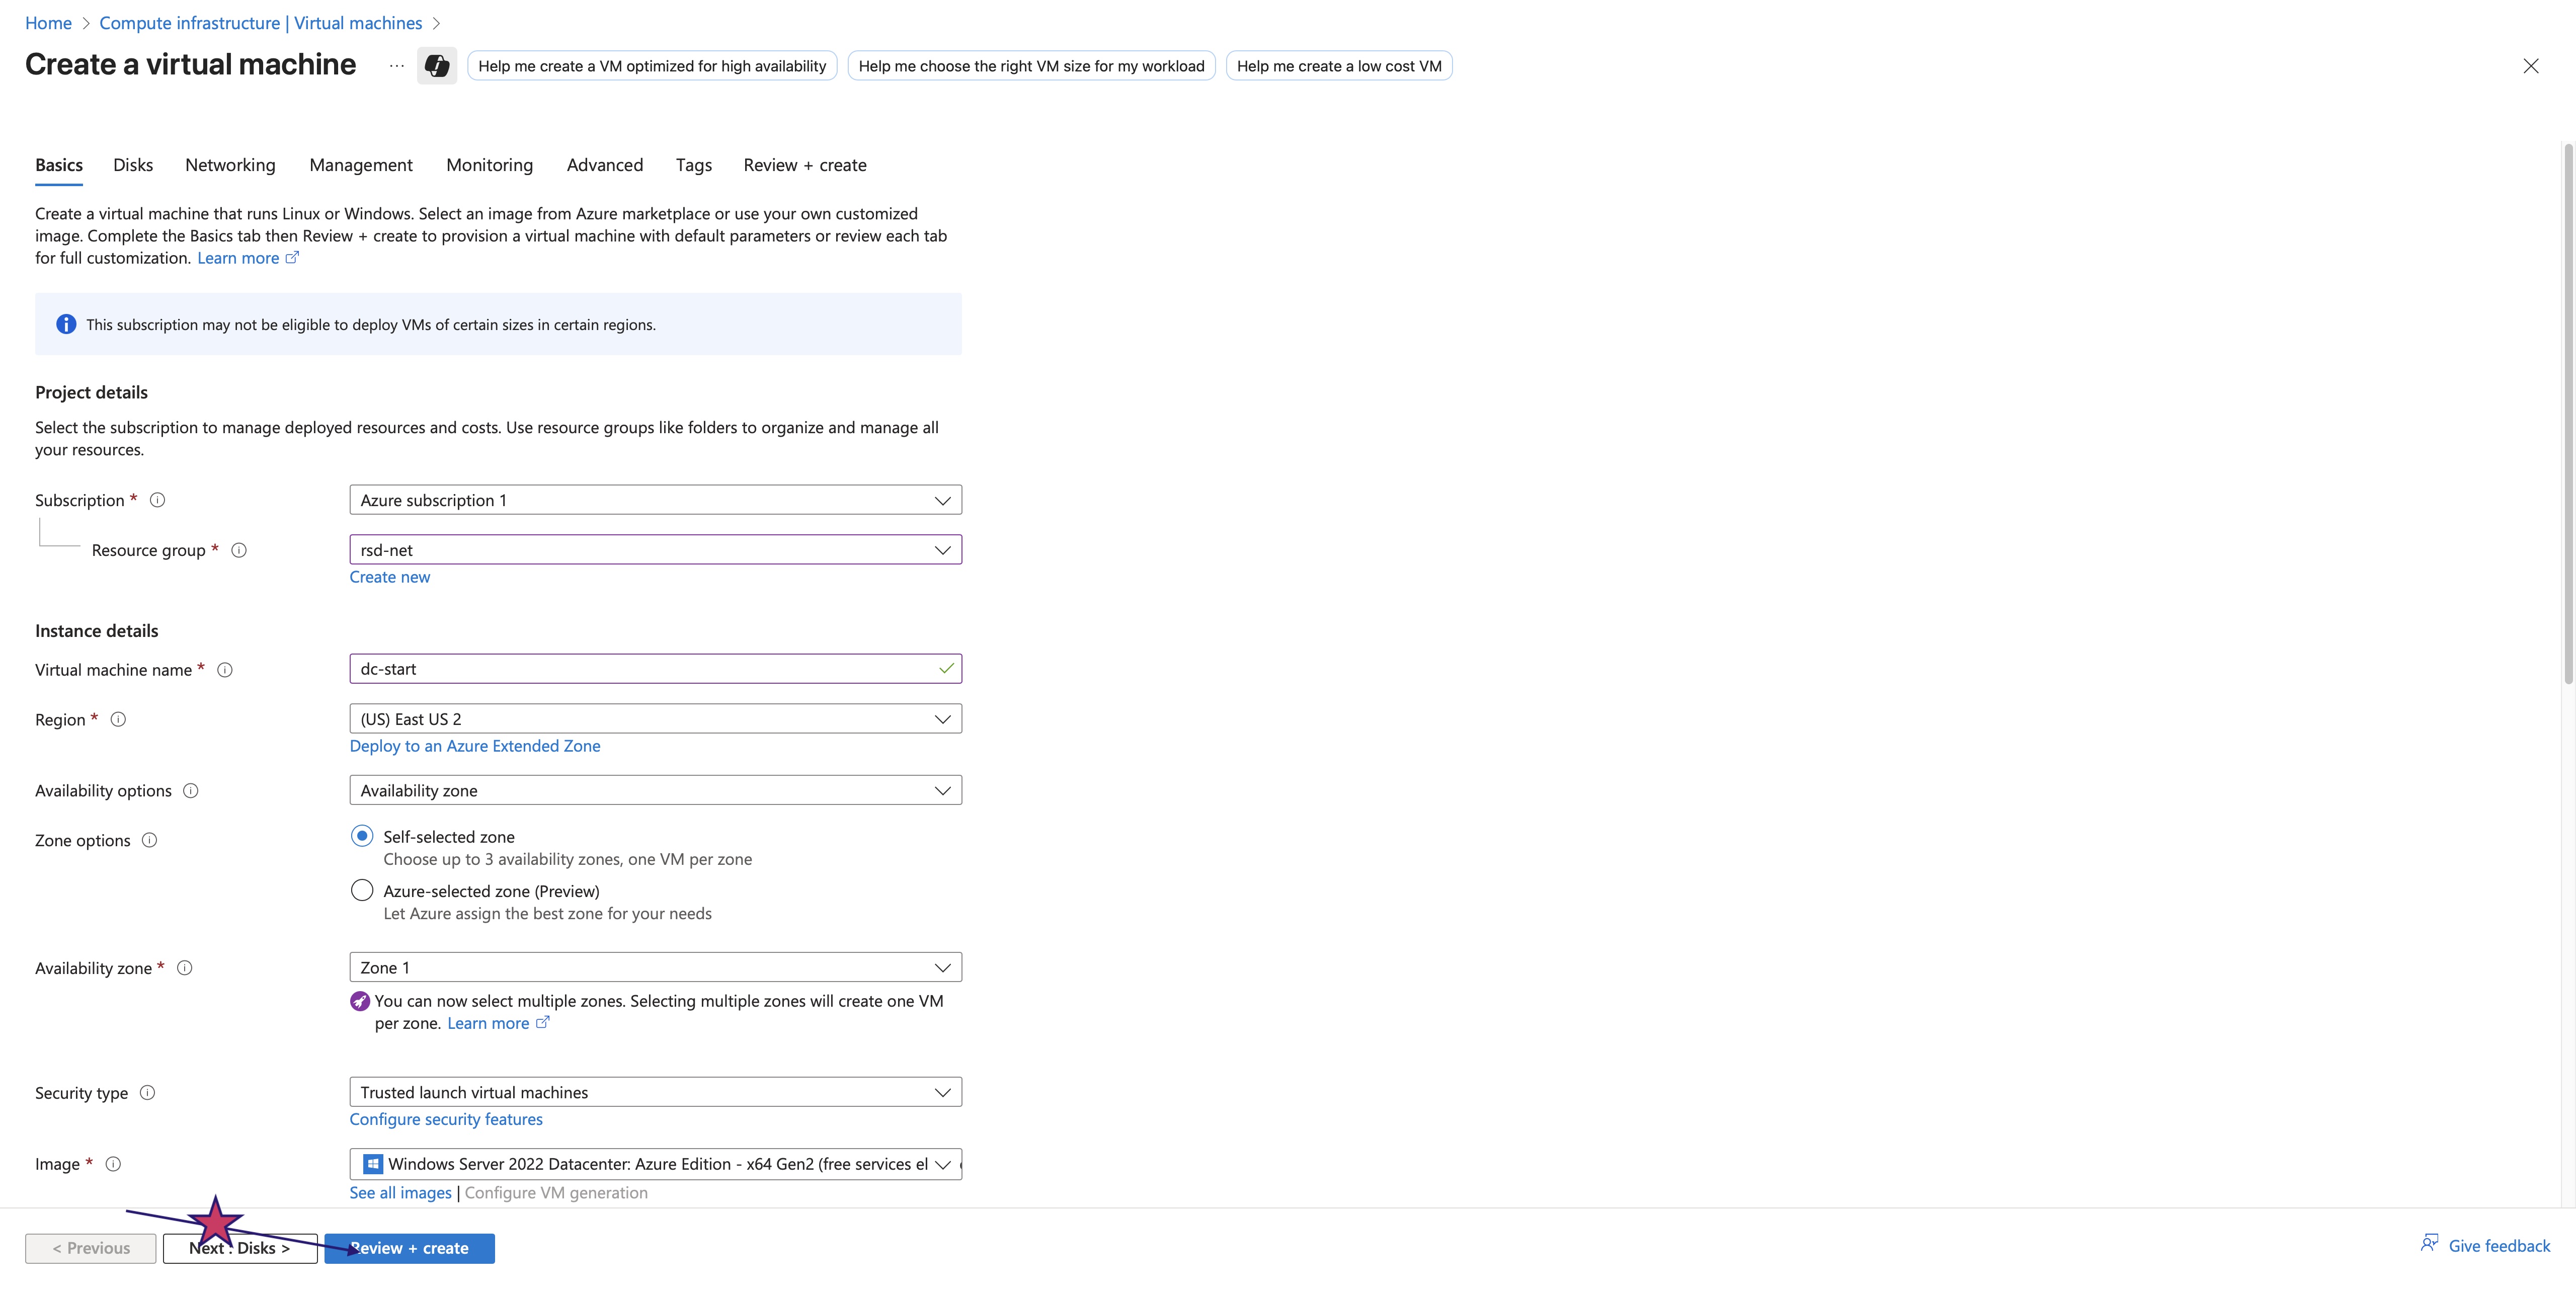 Home > Compute infrastructure | Virtual machines >
Create a virtual machine ... Help me create a VM optimized for high availability Help me choose the right VM size for my workload Help me create a low cost VM
Basics Disks Networking Management Monitoring Advanced Tags Review + create
Create a virtual machine that runs Linux or Windows. Select an image from Azure marketplace or use your own customized
image. Complete the Basics tab then Review + create to provision a virtual machine with default parameters or review each tab
for full customization. Learn more
This subscription may not be eligible to deploy VMs of certain sizes in certain regions.
Project details
Select the subscription to manage deployed resources and costs. Use resource groups like folders to organize and manage all
your resources.
Subscription * Azure subscription 1
Resource group * rsd-net
Create new
Instance details
Virtual machine name * dc-start
Region * (US) East US 2
Deploy to an Azure Extended Zone
Availability options Availability zone
Zone options Self-selected zone
Choose up to 3 availability zones, one VM per zone
Azure-selected zone (Preview)
Let Azure assign the best zone for your needs
Availability zone * Zone 1
You can now select multiple zones. Selecting multiple zones will create one VM
per zone. Learn more
Security type Trusted launch virtual machines
Configure security features
Image * Windows Server 2022 Datacenter: Azure Edition - x64 Gen2 (free services el
See all images | Configure VM generation
< Previous Next : Disks > Review + create Give feedback